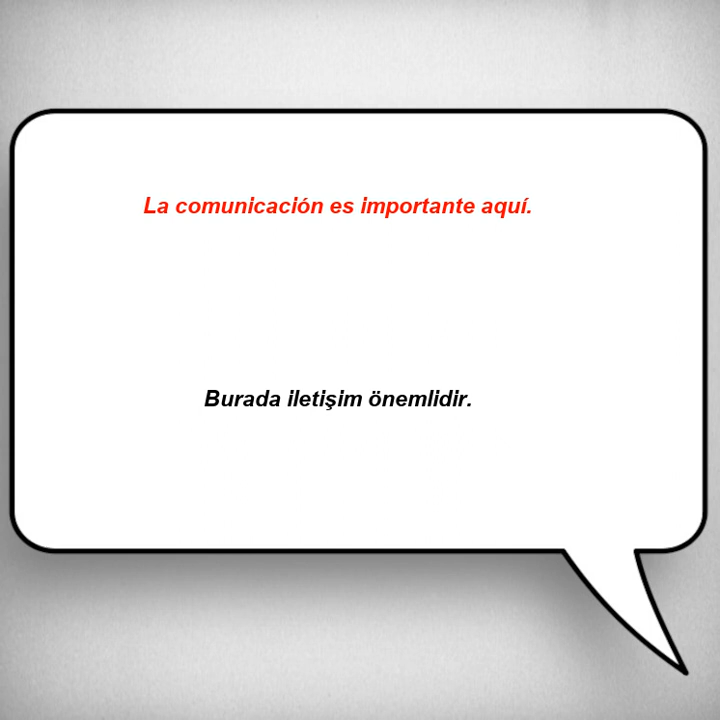 La comunicación es importante aquí.
Burada iletişim önemlidir.